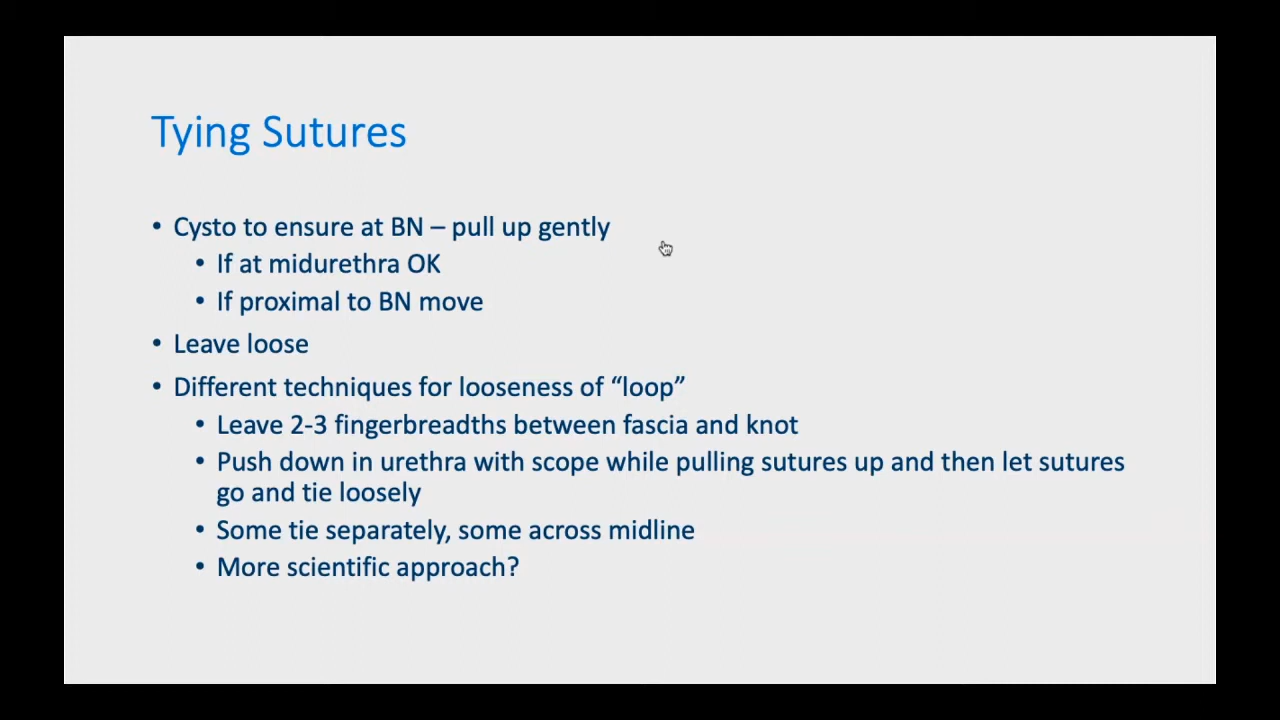 Tying Sutures
• Cysto to ensure at BN – pull up gently
• If at midurethra OK
• If proximal to BN move
• Leave loose
• Different techniques for looseness of “loop”
• Leave 2-3 fingerbreadths between fascia and knot
• Push down in urethra with scope while pulling sutures up and then let sutures
go and tie loosely
• Some tie separately, some across midline
• More scientific approach?